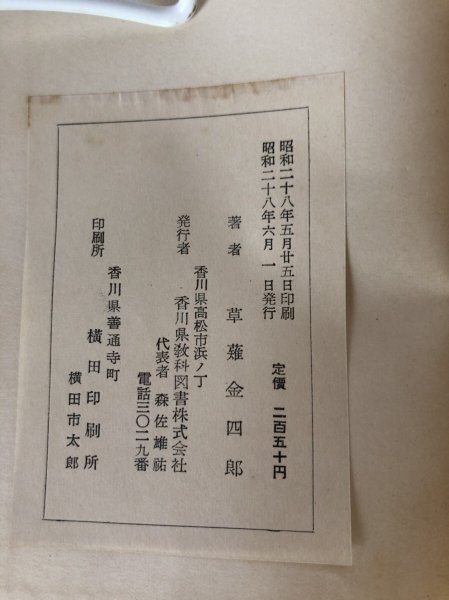 昭和二十八年五月廿五日印刷
昭和二十八年六月一日発行
定價 二百五十円
著者 草薙金四郎
香川県高松市浜ノ丁
発行者 香川県敎科図書株式会社
代表者 森佐雄祐
電話三〇二九番
香川県善通寺町
印刷所 橫田印刷所
橫田市太郎